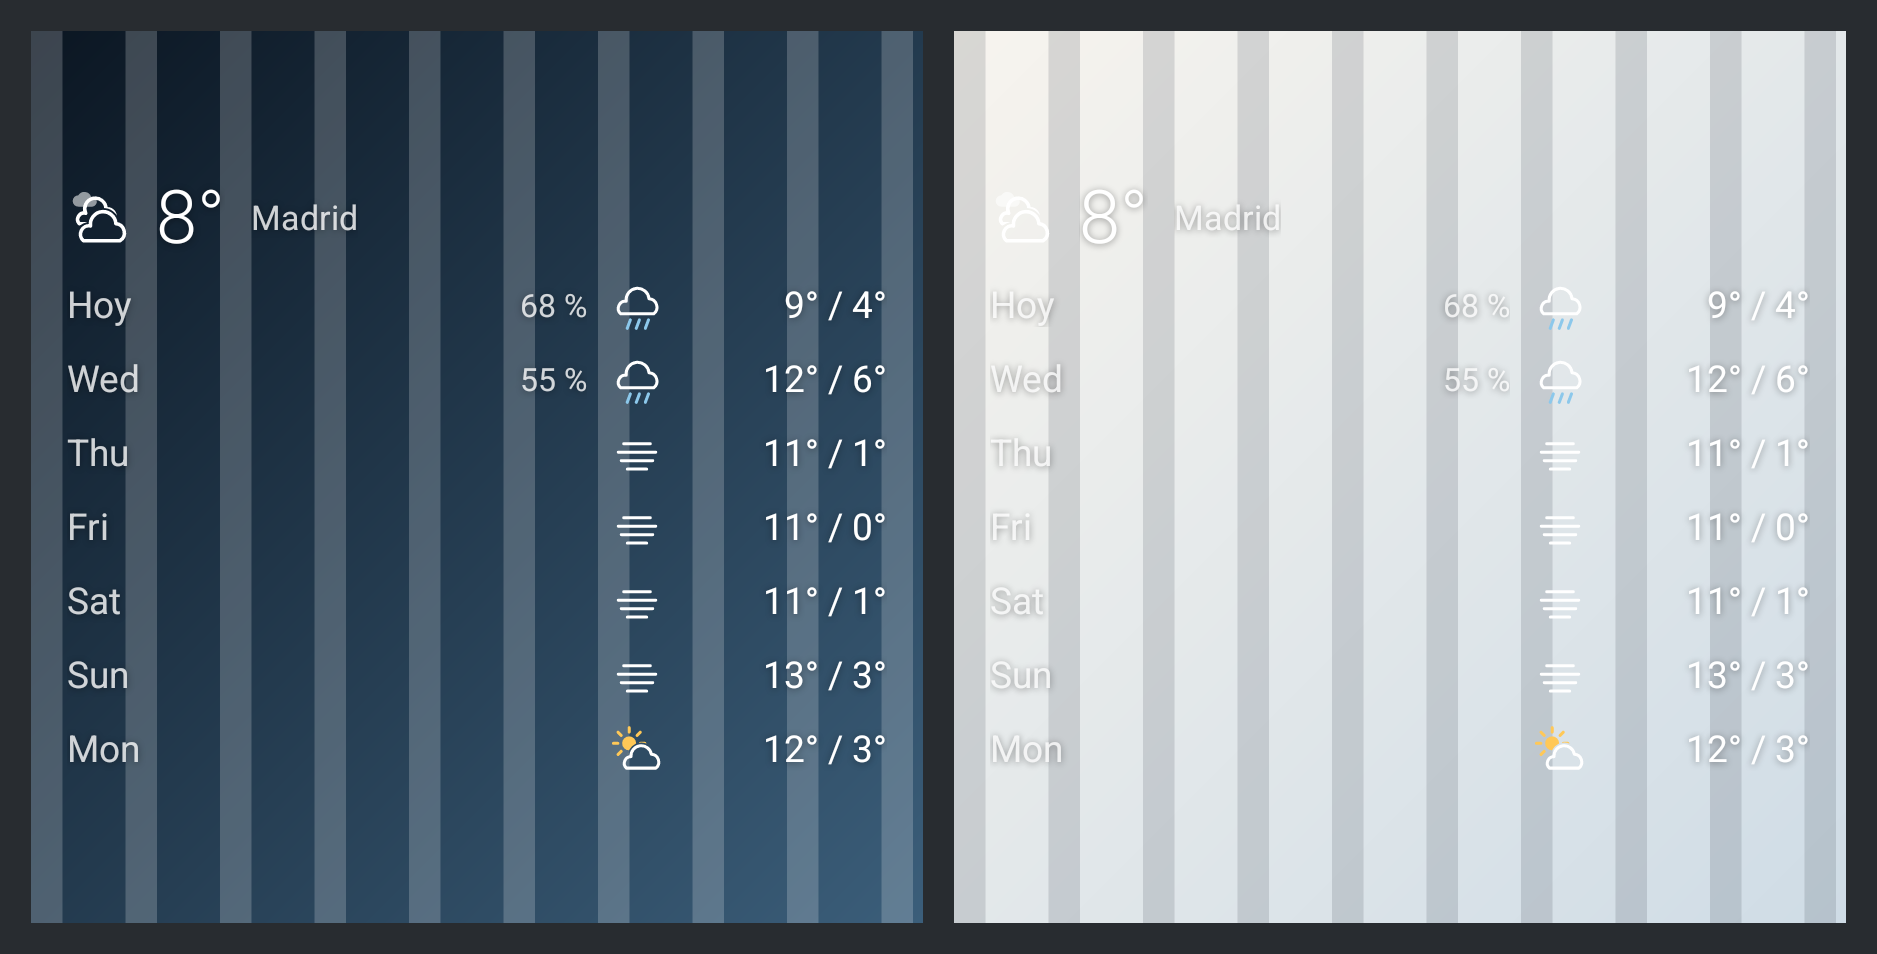 8° Madrid
Hoy 68 % 9° / 4°
Wed 55 % 12° / 6°
Thu 11° / 1°
Fri 11° / 0°
Sat 11° / 1°
Sun 13° / 3°
Mon 12° / 3°
8° Madrid
Hoy 68 % 9° / 4°
Wed 55 % 12° / 6°
Thu 11° / 1°
Fri 11° / 0°
Sat 11° / 1°
Sun 13° / 3°
Mon 12° / 3°